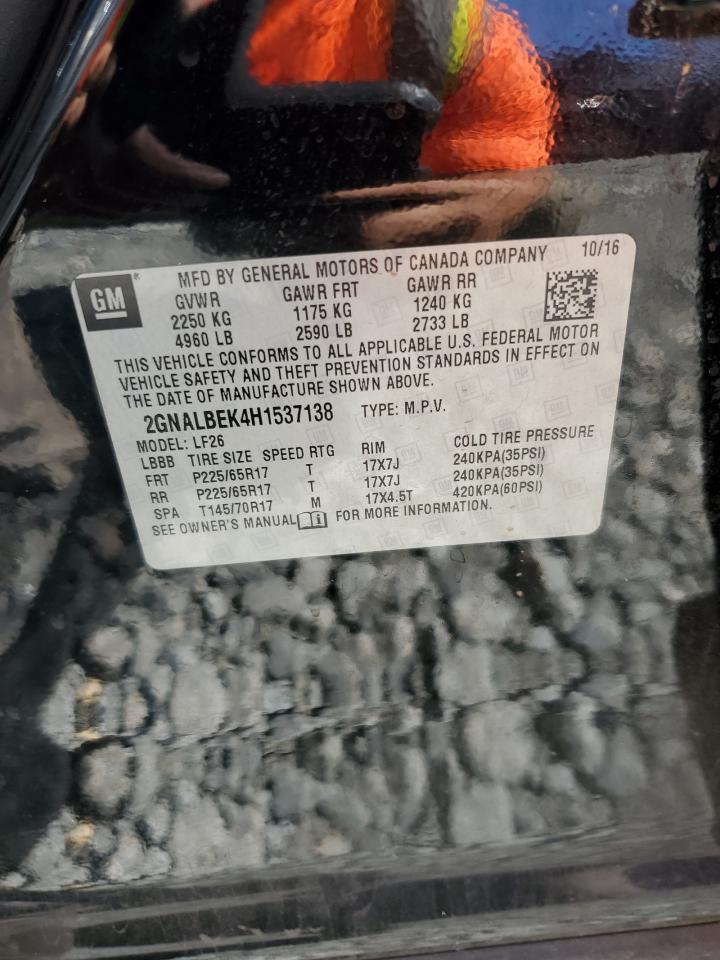 GM ®
MFD BY GENERAL MOTORS OF CANADA COMPANY 10/16
GVWR GAWR FRT GAWR RR
2250 KG 1175 KG 1240 KG
4960 LB 2590 LB 2733 LB
THIS VEHICLE CONFORMS TO ALL APPLICABLE U.S. FEDERAL MOTOR
VEHICLE SAFETY AND THEFT PREVENTION STANDARDS IN EFFECT ON
THE DATE OF MANUFACTURE SHOWN ABOVE.
2GNALBEK4H1537138 TYPE: M.P.V.
MODEL: LF26
LBBB TIRE SIZE SPEED RTG RIM COLD TIRE PRESSURE
FRT P225/65R17 T 17X7J 240KPA(35PSI)
RR P225/65R17 T 17X7J 240KPA(35PSI)
SPA T145/70R17 M 17X4.5T 420KPA(60PSI)
SEE OWNER'S MANUAL FOR MORE INFORMATION.